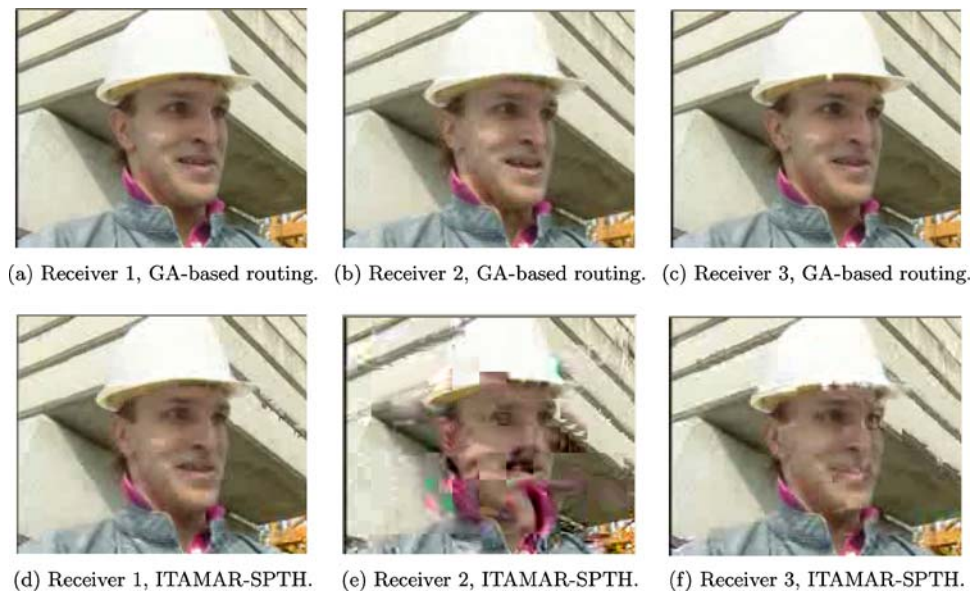 (a) Receiver 1, GA-based routing.
(b) Receiver 2, GA-based routing.
(c) Receiver 3, GA-based routing.
(d) Receiver 1, ITAMAR-SPTH.
(e) Receiver 2, ITAMAR-SPTH.
(f) Receiver 3, ITAMAR-SPTH.